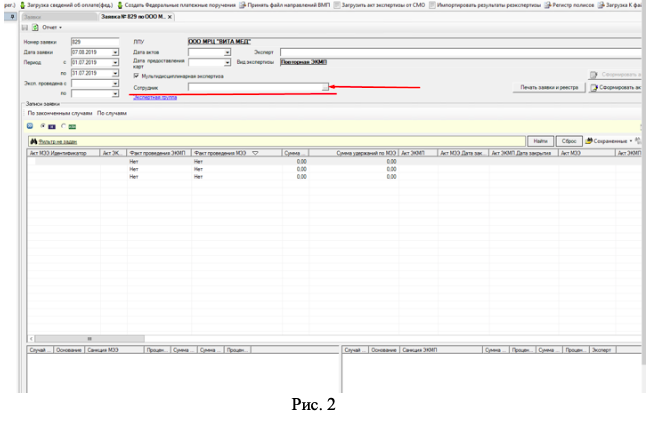 рег.) Загрузка сведений об оплате(фед.) Создать Федеральные платежные поручения Принять файл направлений ВМП Загрузить акт экспертизы от СМО Импортировать результаты реэкспертизы Регистр полисов Загрузка К фай
Заявки Заявка № 829 по ООО М... x
Отчет
Номер заявки 829 ЛПУ ООО МРЦ "ВИТА МЕД"
Дата заявки 07.08.2019 Дата актов Эксперт
Период с 01.07.2019 Дата предоставления карт Вид экспертизы Повторная ЭКМП
по 31.07.2019 Мультидисциплинарная экспертиза
Эксп. проведена с Сотрудник ... Печать заявки и реестра Сформировать ак
по Экспертная группа
Записи заявки
По законченным случаям По случаям
Фильтр не задан Найти Сброс Сохраненные
Акт МЭЭ Идентификатор Акт ЭК... Факт проведения ЭКМП Факт проведения МЭЭ Сумма ... Сумма удержаний по МЭЭ Акт ЭКМП Акт МЭЭ Дата зак... Акт ЭКМП Дата закрытия Акт МЭЭ Акт ЭКМП
Нет Нет 0,00 0,00
Нет Нет 0,00 0,00
Нет Нет 0,00 0,00
Случай ... Основание Санкция МЭЭ Процен... Сумма ... Сумма ... Процен... Случай ... Основание Санкция ЭКМП Сумма ... Процен... Сумма ... Процен... Эксперт
Рис. 2